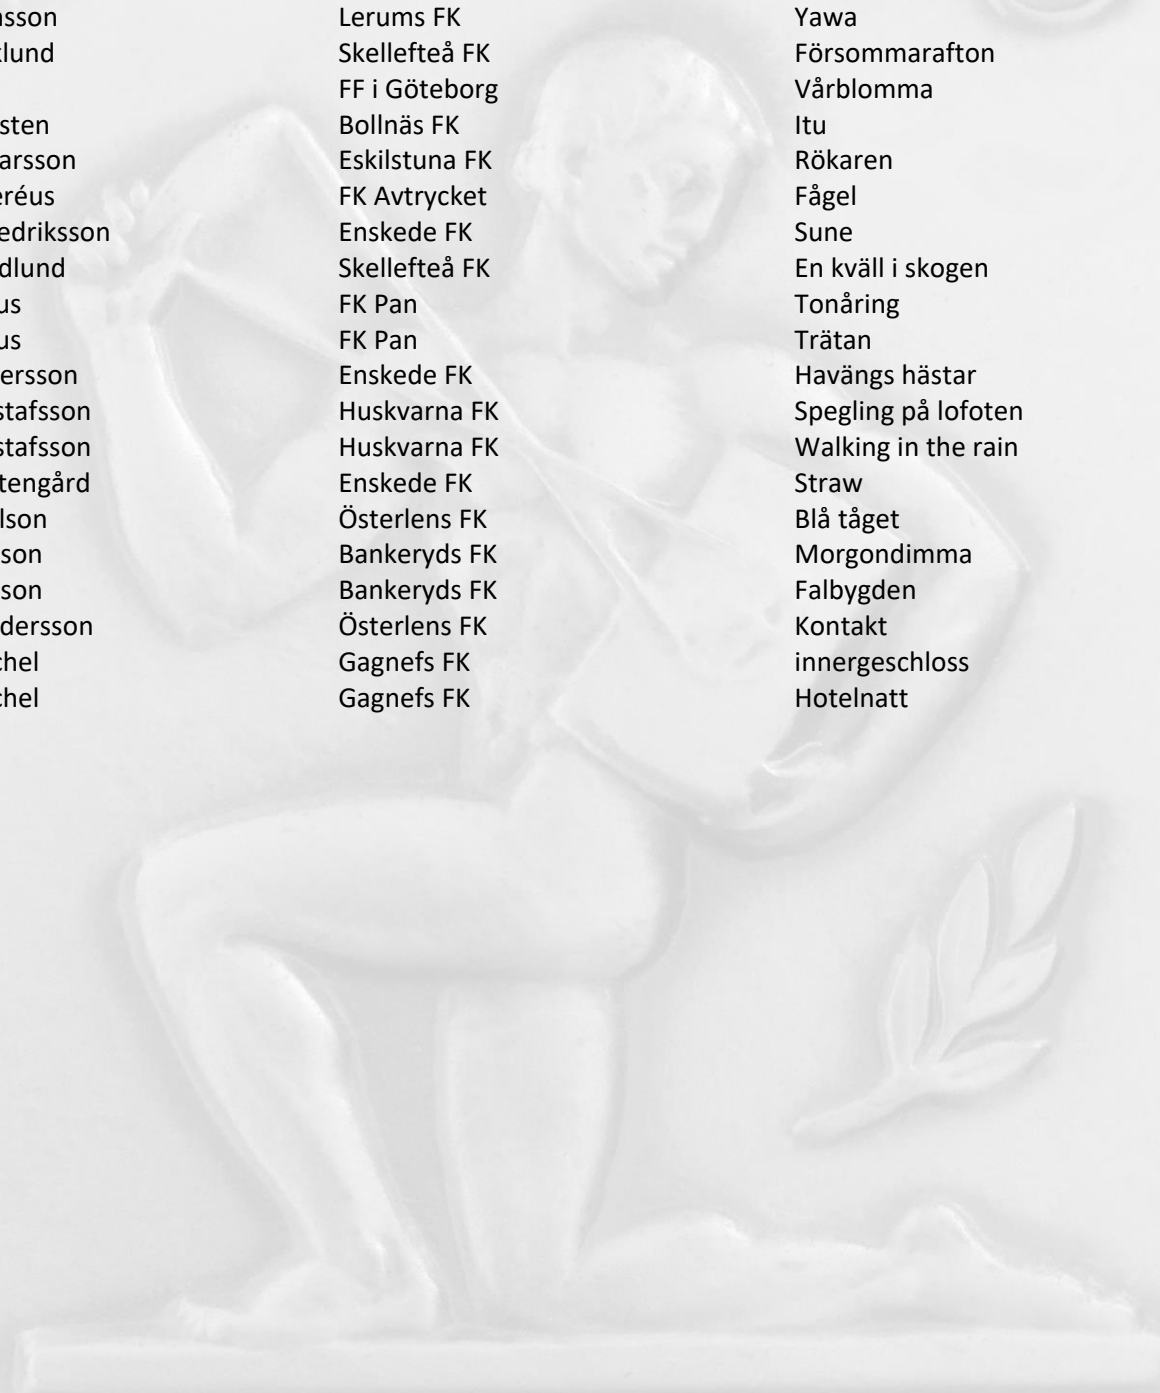 sson Lerums FK Yawa
lund Skellefteå FK Försommarafton
FF i Göteborg Vårblomma
sten Bollnäs FK Itu
arsson Eskilstuna FK Rökaren
eréus FK Avtrycket Fågel
edriksson Enskede FK Sune
dlund Skellefteå FK En kväll i skogen
us FK Pan Tonåring
us FK Pan Trätan
ersson Enskede FK Havängs hästar
stafsson Huskvarna FK Spegling på lofoten
stafsson Huskvarna FK Walking in the rain
tengård Enskede FK Straw
lson Österlens FK Blå tåget
son Bankeryds FK Morgondimma
son Bankeryds FK Falbygden
dersson Österlens FK Kontakt
chel Gagnefs FK innergeschloss
chel Gagnefs FK Hotelnatt